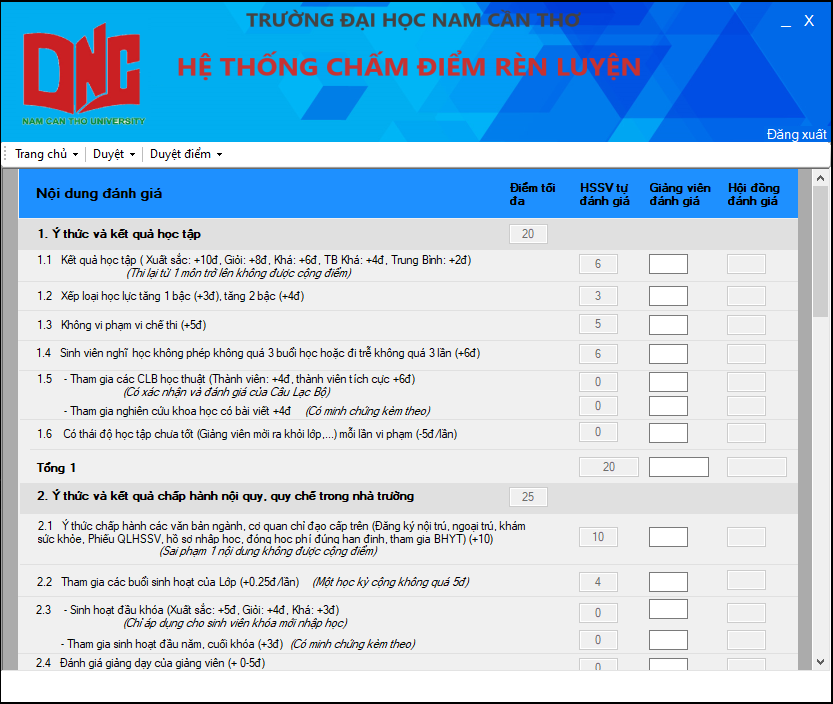 TRƯỜNG ĐẠI HỌC NAM CẦN THƠ
_ X
HỆ THỐNG CHẤM ĐIỂM RÈN LUYỆN
DNC
NAM CAN THO UNIVERSITY
Đăng xuất
Trang chủ Duyệt Duyệt điểm
Nội dung đánh giá
Điểm tối đa
HSSV tự đánh giá
Giảng viên đánh giá
Hội đồng đánh giá
1. Ý thức và kết quả học tập 20
1.1 Kết quả học tập ( Xuất sắc: +10đ, Giỏi: +8đ, Khá: +6đ, TB Khá: +4đ, Trung Bình: +2đ) 6
(Thi lại từ 1 môn trở lên không được cộng điểm)
1.2 Xếp loại học lực tăng 1 bậc (+3đ), tăng 2 bậc (+4đ) 3
1.3 Không vi phạm vi chế thi (+5đ) 5
1.4 Sinh viên nghĩ học không phép không quá 3 buổi học hoặc đi trễ không quá 3 lần (+6đ) 6
1.5 - Tham gia các CLB học thuật (Thành viên: +4đ, thành viên tích cực +6đ) 0
(Có xác nhận và đánh giá của Câu Lạc Bộ)
- Tham gia nghiên cứu khoa học có bài viết +4đ (Có minh chứng kèm theo) 0
1.6 Có thái độ học tập chưa tốt (Giảng viên mời ra khỏi lớp,...) mỗi lần vi phạm (-5đ/lần) 0
Tổng 1 20
2. Ý thức và kết quả chấp hành nội quy, quy chế trong nhà trường 25
2.1 Ý thức chấp hành các văn bản ngành, cơ quan chỉ đạo cấp trên (Đăng ký nội trú, ngoại trú, khám
sức khỏe, Phiếu QLHSSV, hồ sơ nhập học, đóng học phí đúng hạn định, tham gia BHYT) (+10) 10
(Sai phạm 1 nội dung không được cộng điểm)
2.2 Tham gia các buổi sinh hoạt của Lớp (+0.25đ/lần) (Một học kỳ cộng không quá 5đ) 4
2.3 - Sinh hoạt đầu khóa (Xuất sắc: +5đ, Giỏi: +4đ, Khá: +3đ) 0
(Chỉ áp dụng cho sinh viên khóa mới nhập học)
- Tham gia sinh hoạt đầu năm, cuối khóa (+3đ) (Có minh chứng kèm theo) 0
2.4 Đánh giá giảng dạy của giảng viên (+ 0-5đ) 0